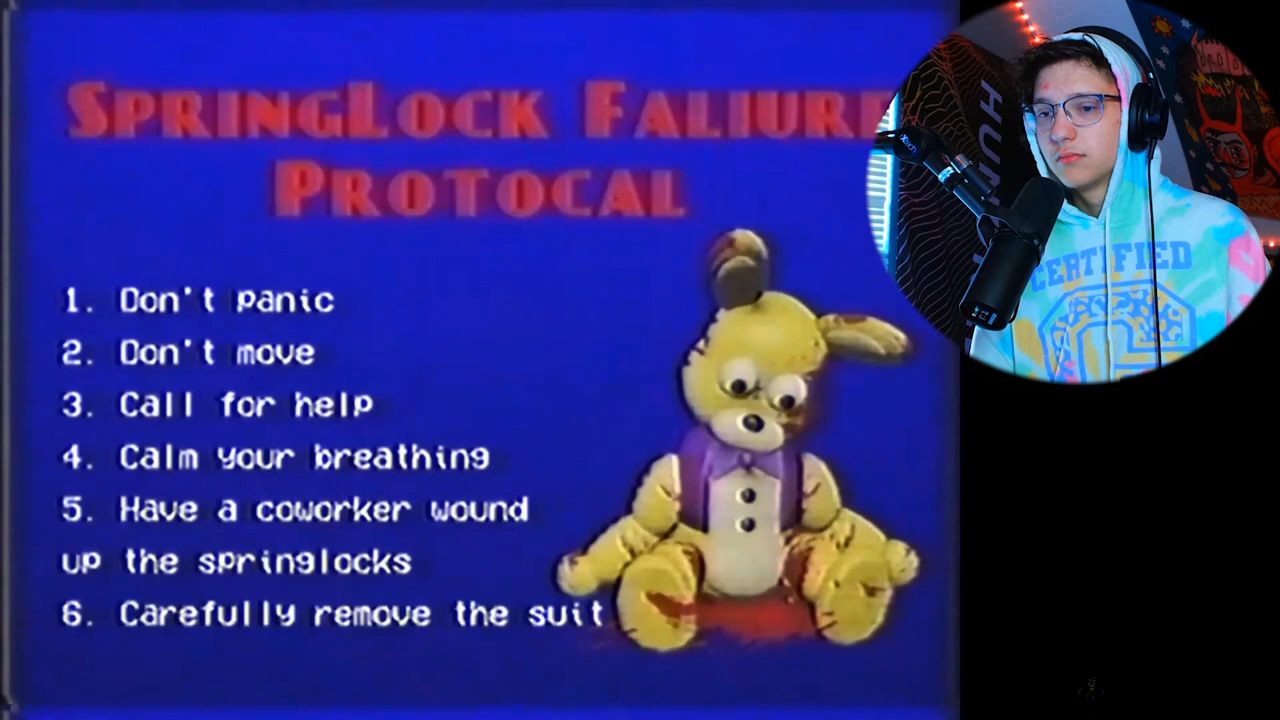 SPRINGLOCK FALIURE
PROTOCAL
1. Don't panic
2. Don't move
3. Call for help
4. Calm your breathing
5. Have a coworker wound
up the springlocks
6. Carefully remove the suit
CERTIFIED